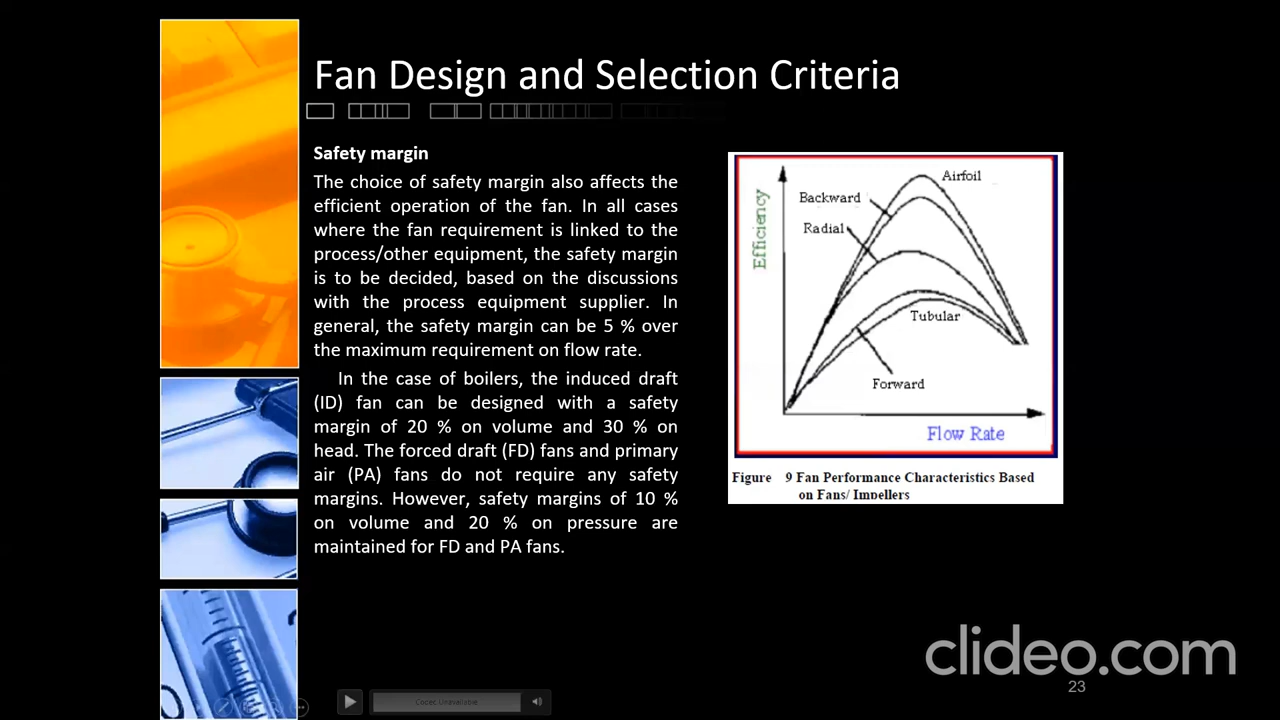 Fan Design and Selection Criteria
Safety margin
The choice of safety margin also affects the
efficient operation of the fan. In all cases
where the fan requirement is linked to the
process/other equipment, the safety margin
is to be decided, based on the discussions
with the process equipment supplier. In
general, the safety margin can be 5 % over
the maximum requirement on flow rate.
In the case of boilers, the induced draft
(ID) fan can be designed with a safety
margin of 20 % on volume and 30 % on
head. The forced draft (FD) fans and primary
air (PA) fans do not require any safety
margins. However, safety margins of 10 %
on volume and 20 % on pressure are
maintained for FD and PA fans.
Efficiency
Airfoil
Backward
Radial
Tubular
Forward
Flow Rate
Figure 9 Fan Performance Characteristics Based
on Fans/ Impellers
Codec Unavailable
clideo.com
23